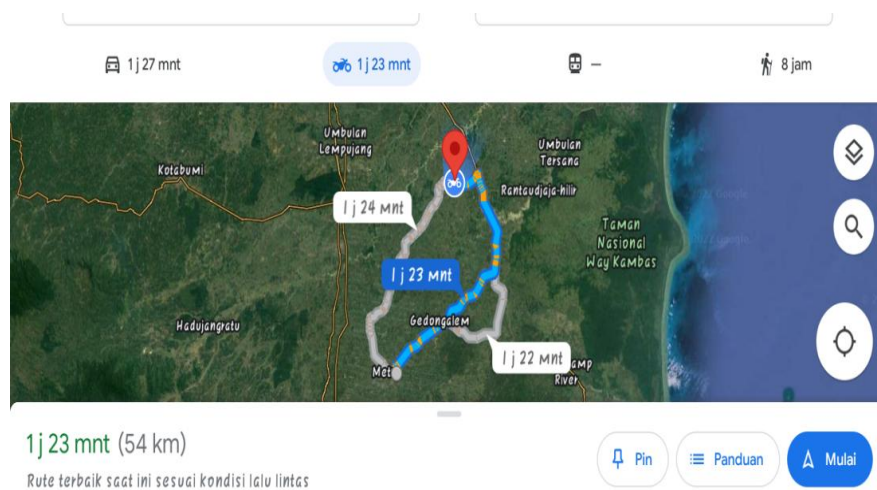 1 j 27 mnt
1 j 23 mnt
—
8 jam
Umbulan
Lempujang
Umbulan
Tersana
Kotabumi
Rantaudjaja-hilir
1 j 24 mnt
Taman
Nasional
Way Kambas
1 j 23 mnt
Hadujangratu
Gedongalem
1 j 22 mnt
Met
amp
River
1 j 23 mnt (54 km)
Pin
Panduan
Mulai
Rute terbaik saat ini sesuai kondisi lalu lintas